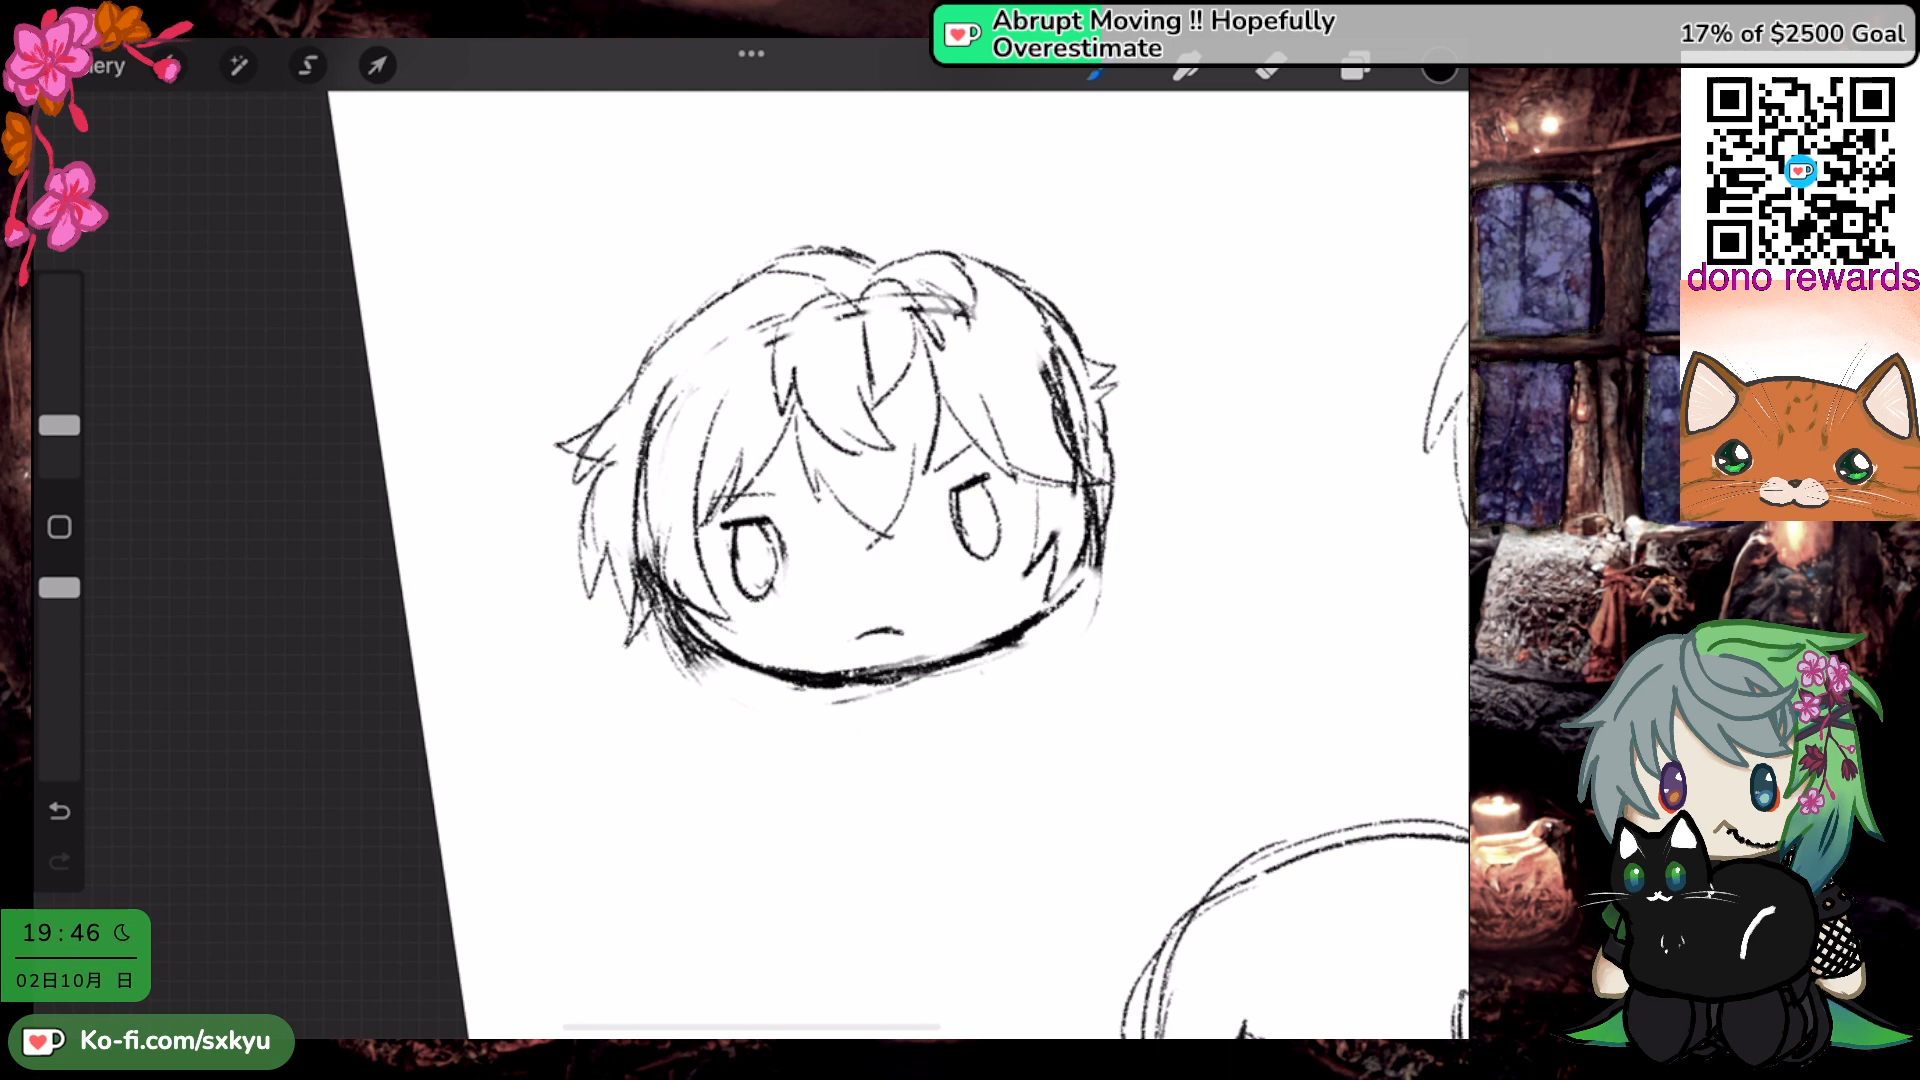 Abrupt Moving !! Hopefully
Overestimate
17% of $2500 Goal
ery
dono rewards
19:46
02日10月 日
Ko-fi.com/sxkyu